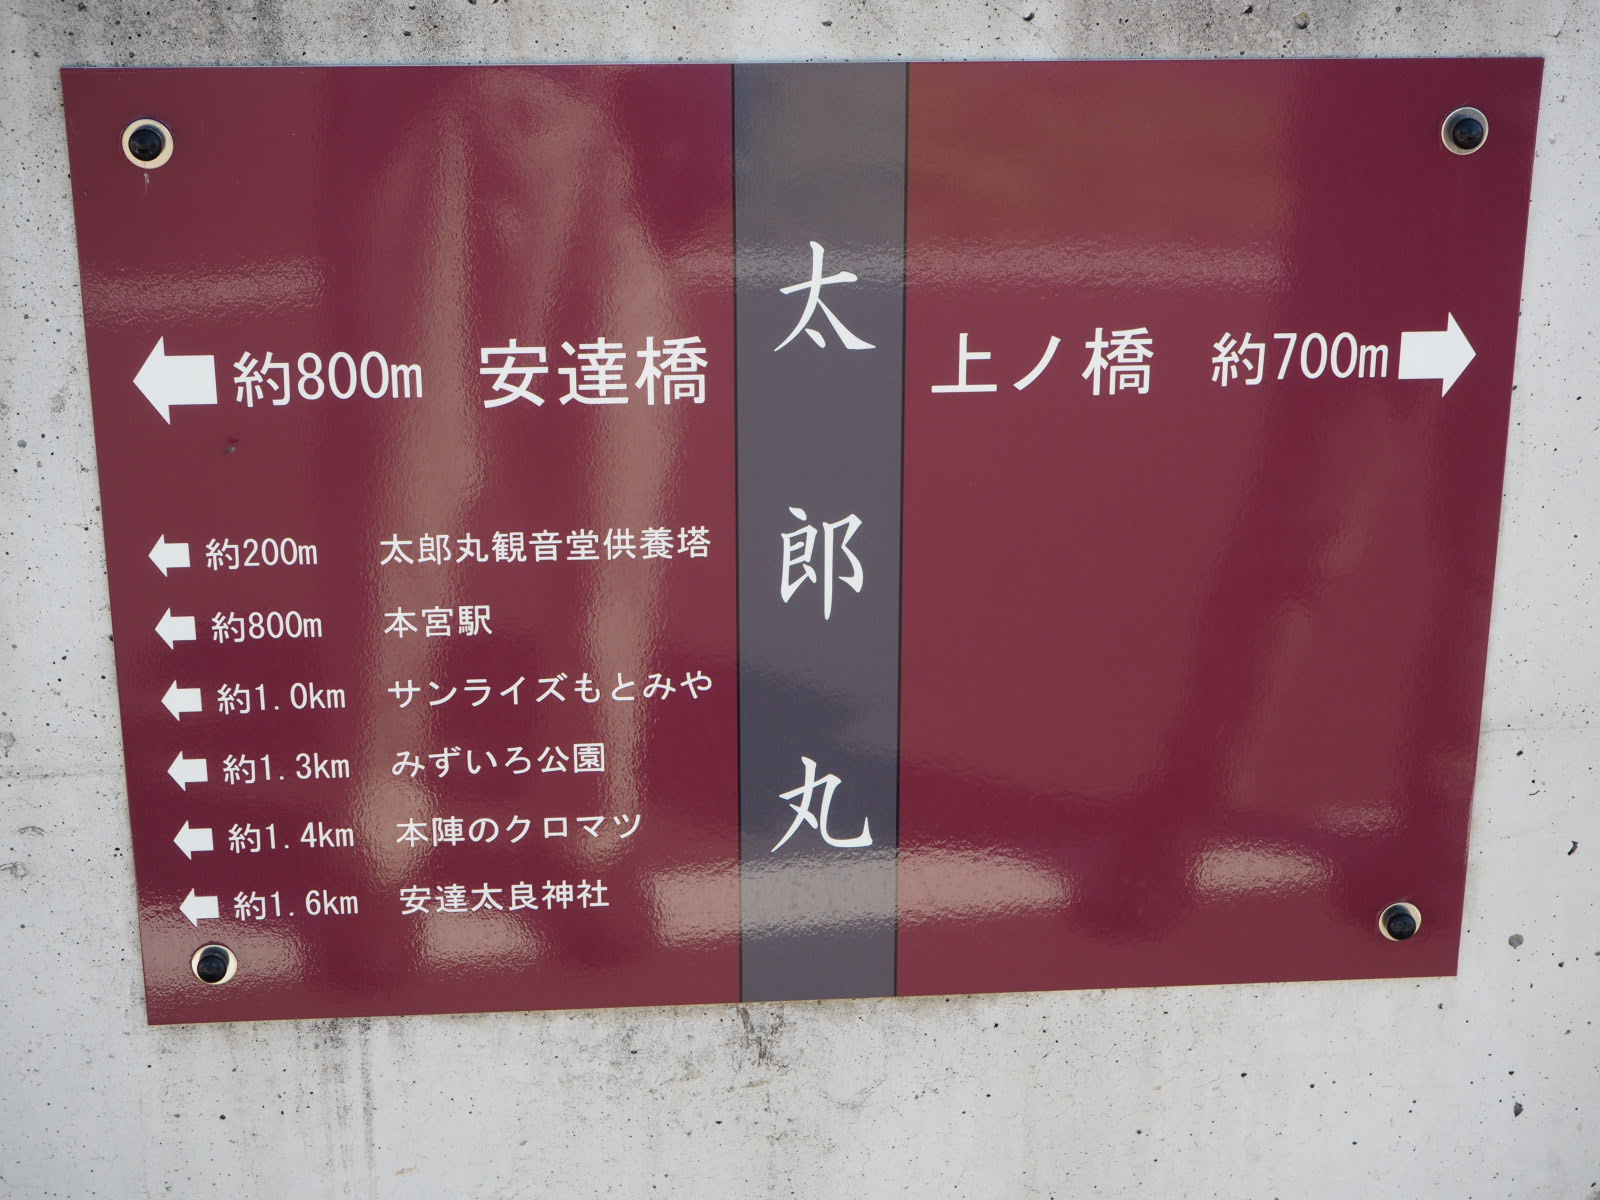 約800m 安達橋
約200m 太郎丸観音堂供養塔
約800m 本宮駅
約1.0km サンライズもとみや
約1.3km みずいろ公園
約1.4km 本陣のクロマツ
約1.6km 安達太良神社
太郎丸
上ノ橋 約700m